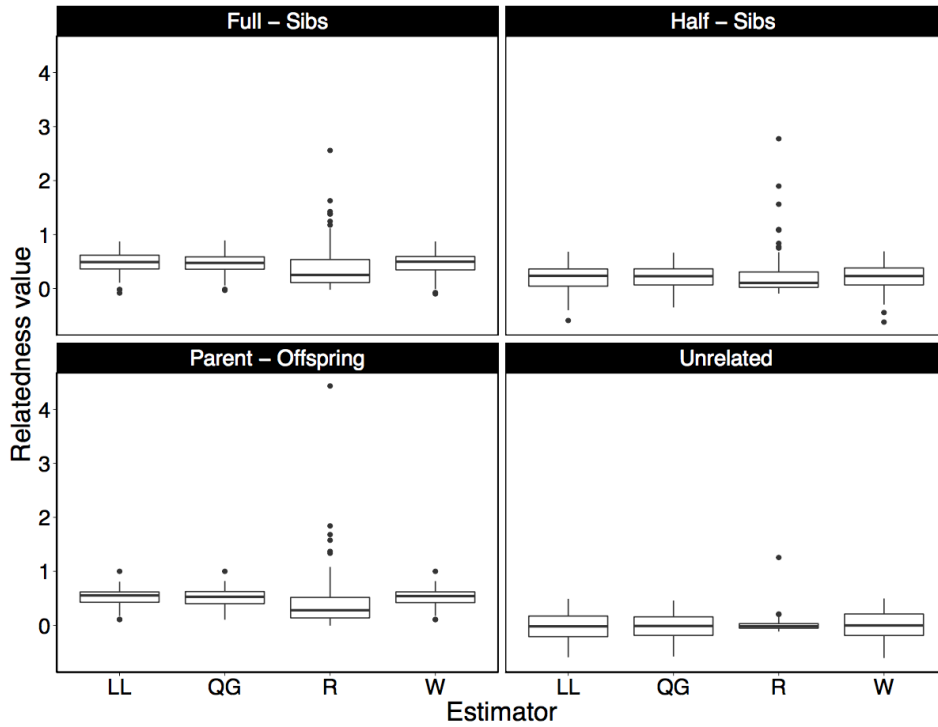 Full – Sibs
Half – Sibs
4
3
2
1
0
Parent – Offspring
Unrelated
4
3
2
1
0
LL QG R W
LL QG R W
Estimator
Relatedness value